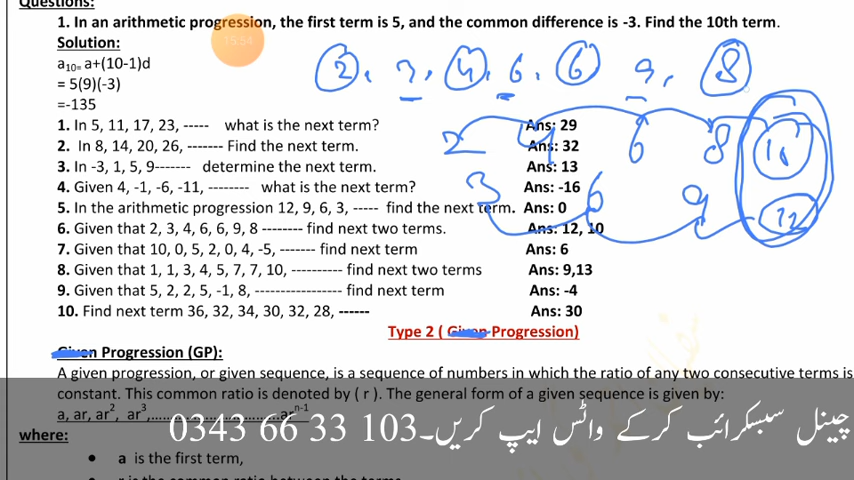 Questions:
1. In an arithmetic progression, the first term is 5, and the common difference is -3. Find the 10th term.
Solution:
a10= a+(10-1)d
= 5(9)(-3)
=-135
2, 3, 4, 6, 6, 9, 8
1. In 5, 11, 17, 23, ----- what is the next term? Ans: 29
2. In 8, 14, 20, 26, ------- Find the next term. Ans: 32
3. In -3, 1, 5, 9------- determine the next term. Ans: 13
4. Given 4, -1, -6, -11, -------- what is the next term? Ans: -16
5. In the arithmetic progression 12, 9, 6, 3, ----- find the next term. Ans: 0
6. Given that 2, 3, 4, 6, 6, 9, 8 -------- find next two terms. Ans: 12, 10
7. Given that 10, 0, 5, 2, 0, 4, -5, ------- find next term Ans: 6
8. Given that 1, 1, 3, 4, 5, 7, 7, 10, ---------- find next two terms Ans: 9,13
9. Given that 5, 2, 2, 5, -1, 8, ----------------- find next term Ans: -4
10. Find next term 36, 32, 34, 30, 32, 28, ------ Ans: 30
2 4 6 8 10
3 6 9 12
Type 2 ( Given Progression)
Given Progression (GP):
A given progression, or given sequence, is a sequence of numbers in which the ratio of any two consecutive terms is
constant. This common ratio is denoted by ( r ). The general form of a given sequence is given by:
a, ar, ar², ar³,..............................arⁿ⁻¹
چینل سبسکرائب کرکے واٹس ایپ کریں۔103 33 66 0343
where:
• a is the first term,